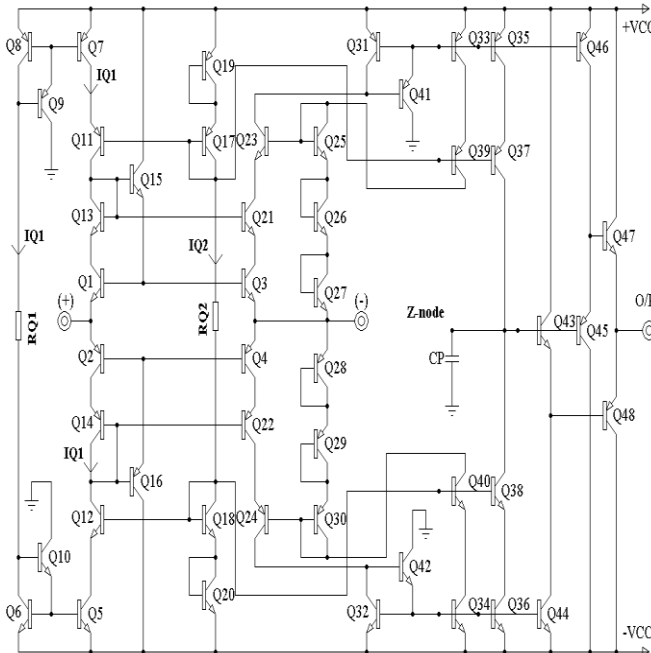 Q8
Q7
Q19
Q31
Q33
Q35
Q46
+VCC
IQ1
Q9
Q41
Q11
Q17
Q23
Q25
Q39
Q37
Q15
Q13
Q21
Q26
Q47
IQ1
IQ2
Q1
Q3
Q27
(+)
(-)
Z-node
O/P
RQ1
RQ2
Q43
Q45
Q2
Q4
Q28
CP
Q48
Q14
Q22
Q29
IQ1
Q16
Q40
Q38
Q12
Q18
Q24
Q30
Q10
Q42
Q20
Q6
Q5
Q32
Q34
Q36
Q44
-VCC